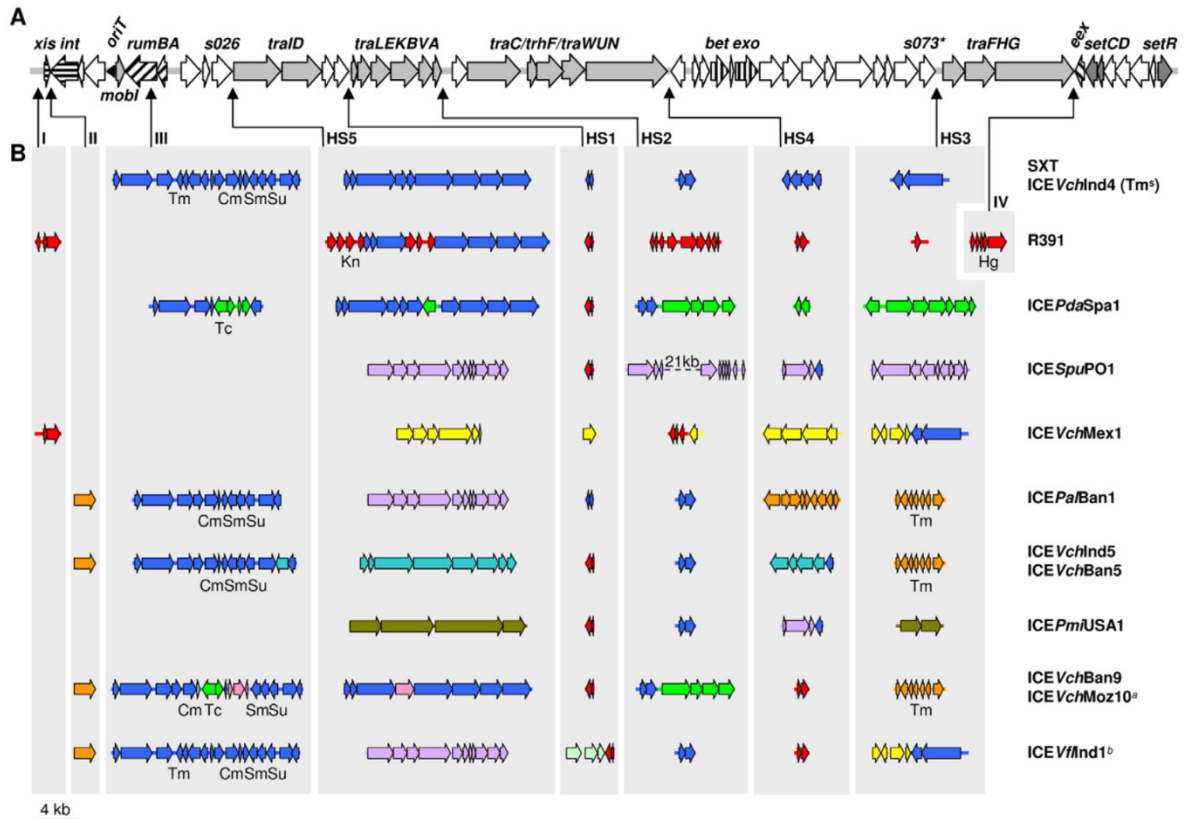 A
xis int oriT rumBA s026 traID traLEKBVA traC/trhF/traWUN bet exo s073* traFHG eex setCD setR
mobI
B I II III HS5 HS1 HS2 HS4 HS3
SXT
Tm CmSmSu ICEVchInd4 (Tmˢ)
IV
R391
Kn Hg
ICEPdaSpa1
Tc
21kb ICESpuPO1
ICEVchMex1
ICEPalBan1
CmSmSu Tm
ICEVchInd5
ICEVchBan5
CmSmSu Tm
ICEPmiUSA1
ICEVchBan9
ICEVchMoz10ᵃ
Cm Tc SmSu Tm
ICEVflInd1ᵇ
Tm CmSmSu
4 kb